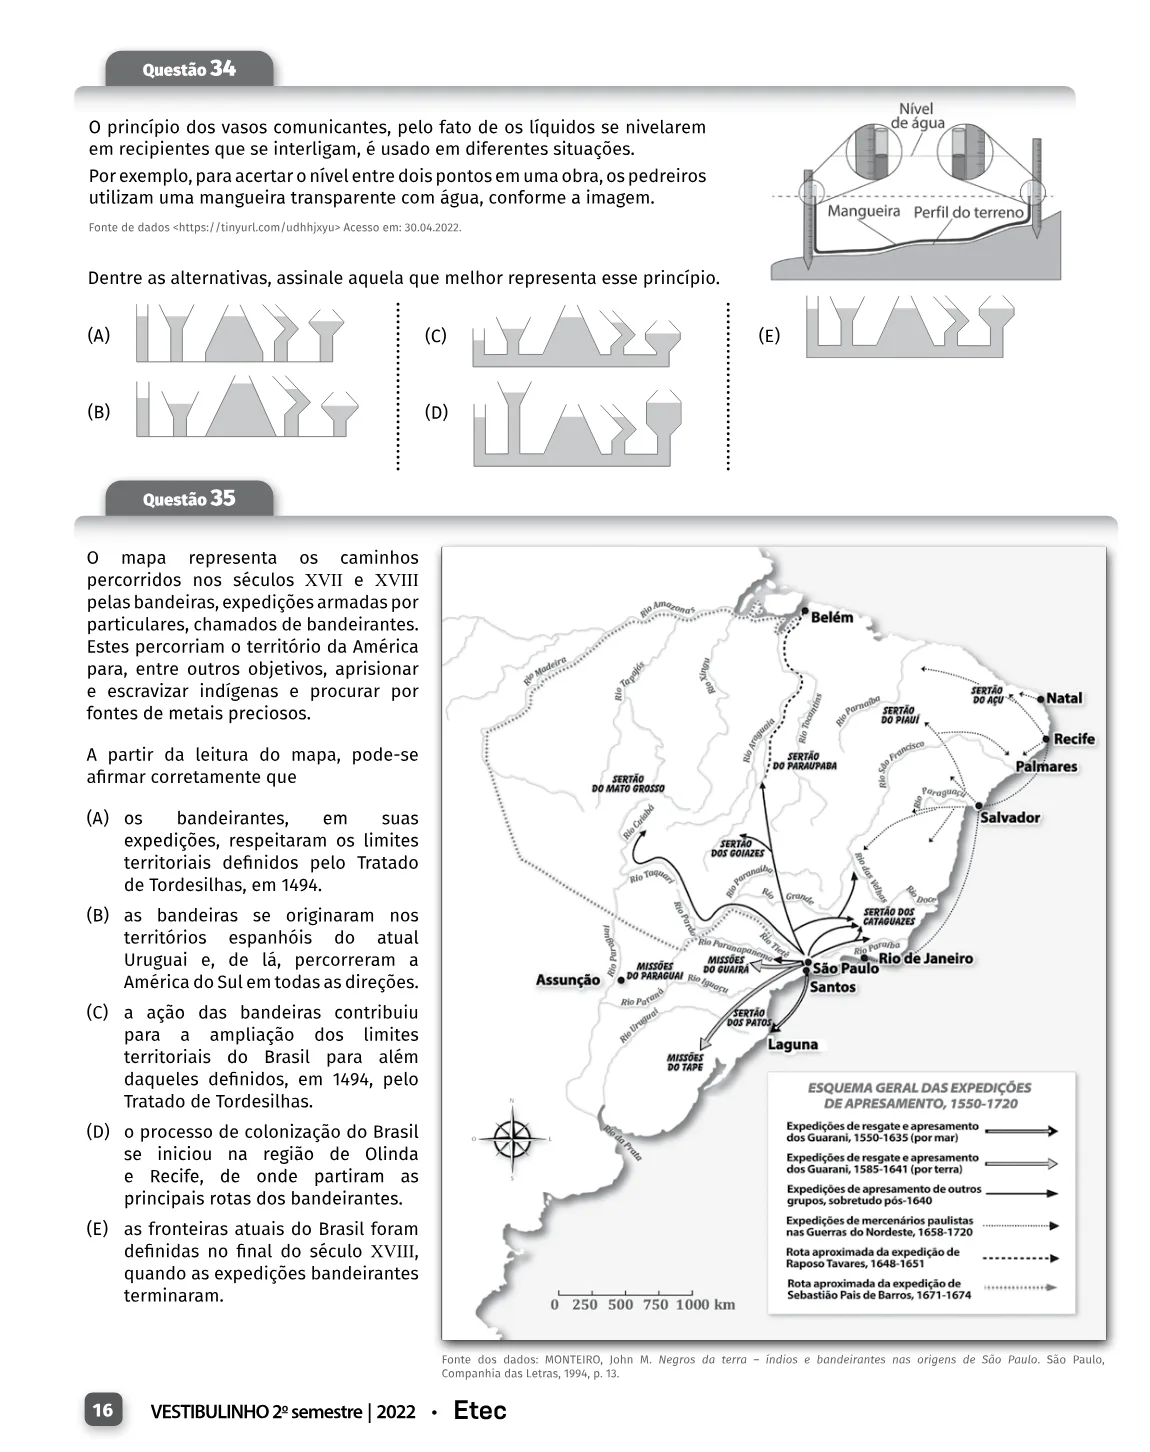 Questão 34
O princípio dos vasos comunicantes, pelo fato de os líquidos se nivelarem
em recipientes que se interligam, é usado em diferentes situações.
Por exemplo, para acertar o nível entre dois pontos em uma obra, os pedreiros
utilizam uma mangueira transparente com água, conforme a imagem.
Fonte de dados <https://tinyurl.com/udhhjxyu> Acesso em: 30.04.2022.
Nível
de água
Mangueira
Perfil do terreno
Dentre as alternativas, assinale aquela que melhor representa esse princípio.
(A)
(B)
(C)
(D)
(E)
Questão 35
O mapa representa os caminhos
percorridos nos séculos XVII e XVIII
pelas bandeiras, expedições armadas por
particulares, chamados de bandeirantes.
Estes percorriam o território da América
para, entre outros objetivos, aprisionar
e escravizar indígenas e procurar por
fontes de metais preciosos.
A partir da leitura do mapa, pode-se
afirmar corretamente que
(A) os bandeirantes, em suas
expedições, respeitaram os limites
territoriais definidos pelo Tratado
de Tordesilhas, em 1494.
(B) as bandeiras se originaram nos
territórios espanhóis do atual
Uruguai e, de lá, percorreram a
América do Sul em todas as direções.
(C) a ação das bandeiras contribuiu
para a ampliação dos limites
territoriais do Brasil para além
daqueles definidos, em 1494, pelo
Tratado de Tordesilhas.
(D) o processo de colonização do Brasil
se iniciou na região de Olinda
e Recife, de onde partiram as
principais rotas dos bandeirantes.
(E) as fronteiras atuais do Brasil foram
definidas no final do século XVIII,
quando as expedições bandeirantes
terminaram.
Rio Amazonas
Belém
Rio Madeira
Rio Tapajós
Rio Xingu
SERTÃO
DO AÇU
Natal
Rio Parnaíba
SERTÃO
DO PIAUÍ
Rio Tocantins
Rio Araguaia
Recife
Rio São Francisco
SERTÃO
DO PARAUPABA
Palmares
SERTÃO
DO MATO GROSSO
Rio Paraguaçu
Salvador
Rio Cuiabá
SERTÃO
DOS GOIAZES
Rio Taquari
Rio Paranaíba
Rio das Velhas
Rio Grande
Rio Doce
Rio Pardo
SERTÃO DOS
CATAGUAZES
Rio Paraguai
Rio Tietê
Rio Paranapanema
Rio Paraíba
Rio de Janeiro
MISSÕES
DO GUAIRÁ
São Paulo
MISSÕES
DO PARAGUAI
Assunção
Rio Iguaçu
Santos
Rio Paraná
SERTÃO
DOS PATOS
Rio Uruguai
Laguna
MISSÕES
DO TAPE
Rio da Prata
N
O
L
S
ESQUEMA GERAL DAS EXPEDIÇÕES
DE APRESAMENTO, 1550-1720
Expedições de resgate e apresamento
dos Guarani, 1550-1635 (por mar)
Expedições de resgate e apresamento
dos Guarani, 1585-1641 (por terra)
Expedições de apresamento de outros
grupos, sobretudo pós-1640
Expedições de mercenários paulistas
nas Guerras do Nordeste, 1658-1720
Rota aproximada da expedição de
Raposo Tavares, 1648-1651
Rota aproximada da expedição de
Sebastião Pais de Barros, 1671-1674
0 250 500 750 1000 km
Fonte dos dados: MONTEIRO, John M. Negros da terra – índios e bandeirantes nas origens de São Paulo. São Paulo,
Companhia das Letras, 1994, p. 13.
16 VESTIBULINHO 2º semestre | 2022 • Etec